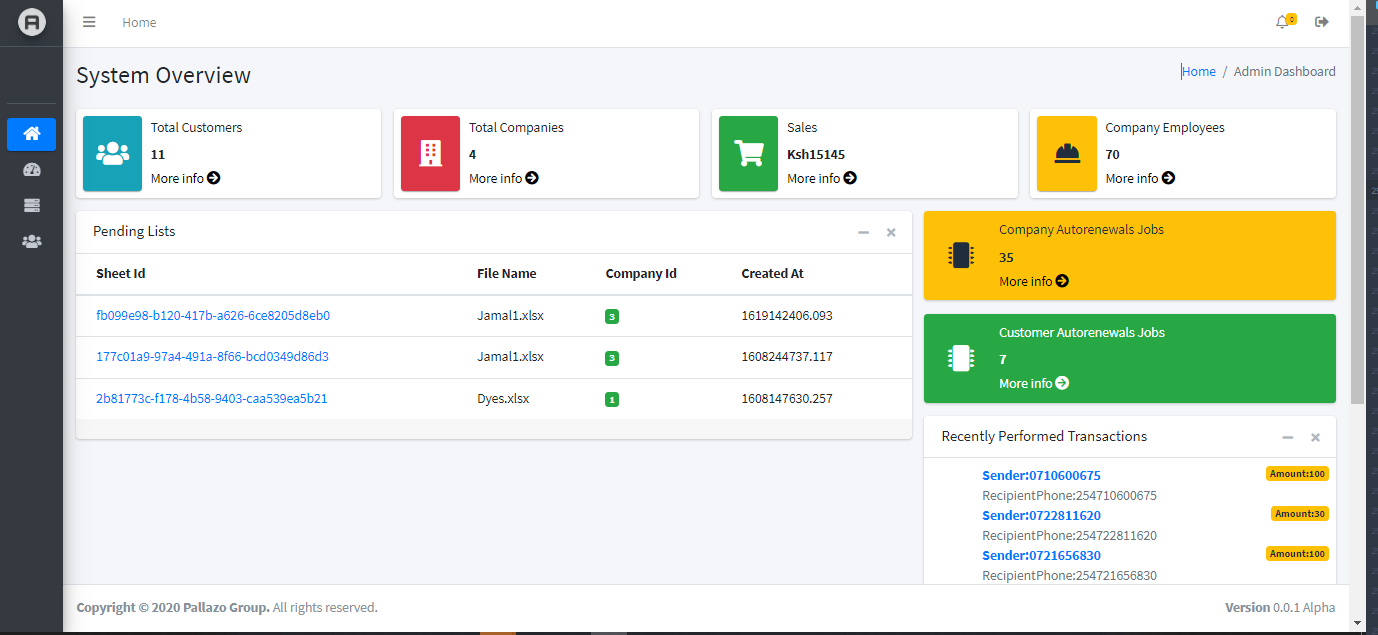 Home
0
System Overview
Home / Admin Dashboard
Total Customers
11
More info
Total Companies
4
More info
Sales
Ksh15145
More info
Company Employees
70
More info
Pending Lists
Sheet Id File Name Company Id Created At
fb099e98-b120-417b-a626-6ce8205d8eb0 Jamal1.xlsx 3 1619142406.093
177c01a9-97a4-491a-8f66-bcd0349d86d3 Jamal1.xlsx 3 1608244737.117
2b81773c-f178-4b58-9403-caa539ea5b21 Dyes.xlsx 1 1608147630.257
Company Autorenewals Jobs
35
More info
Customer Autorenewals Jobs
7
More info
Recently Performed Transactions
Sender:0710600675 Amount:100
RecipientPhone:254710600675
Sender:0722811620 Amount:30
RecipientPhone:254722811620
Sender:0721656830 Amount:100
RecipientPhone:254721656830
Copyright © 2020 Pallazo Group. All rights reserved.
Version 0.0.1 Alpha